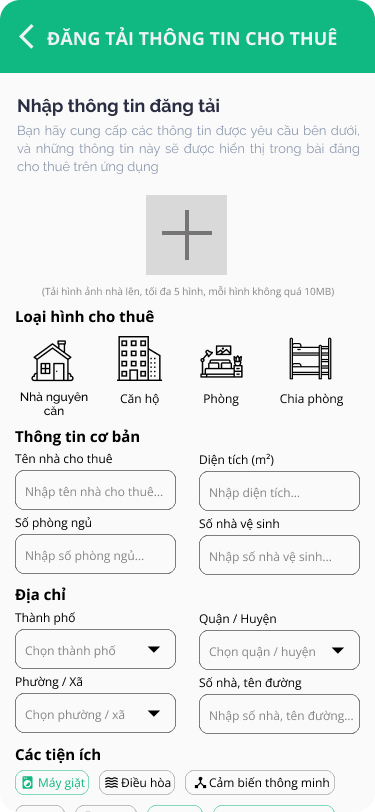 ĐĂNG TẢI THÔNG TIN CHO THUÊ
Nhập thông tin đăng tải
Bạn hãy cung cấp các thông tin được yêu cầu bên dưới,
và những thông tin này sẽ được hiển thị trong bài đăng
cho thuê trên ứng dụng
(Tải hình ảnh nhà lên, tối đa 5 hình, mỗi hình không quá 10MB)
Loại hình cho thuê
Nhà nguyên
căn
Căn hộ
Phòng
Chia phòng
Thông tin cơ bản
Tên nhà cho thuê
Diện tích (m²)
Nhập tên nhà cho thuê...
Nhập diện tích...
Số phòng ngủ
Số nhà vệ sinh
Nhập số phòng ngủ...
Nhập số nhà vệ sinh...
Địa chỉ
Thành phố
Quận / Huyện
Chọn thành phố
Chọn quận / huyện
Phường / Xã
Số nhà, tên đường
Chọn phường / xã
Nhập số nhà, tên đường...
Các tiện ích
Máy giặt
Điều hòa
Cảm biến thông minh